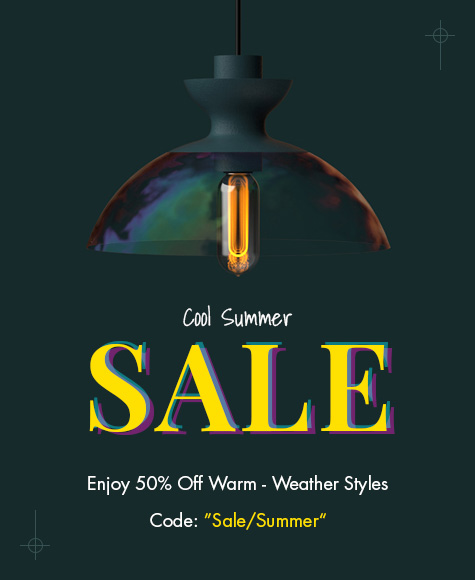 Cool Summer
SALE
Enjoy 50% Off Warm - Weather Styles
Code: "Sale/Summer"